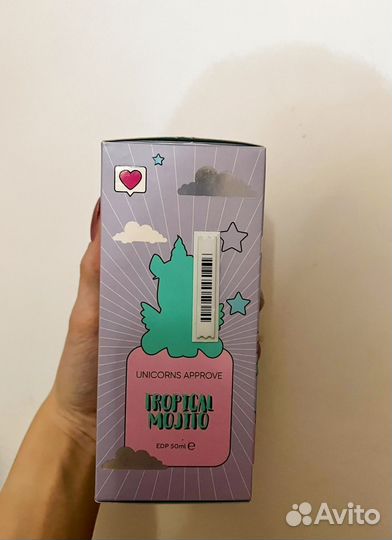 UNICORNS APPROVE
TROPICAL
MOJITO
EDP 50ml ℮
Avito